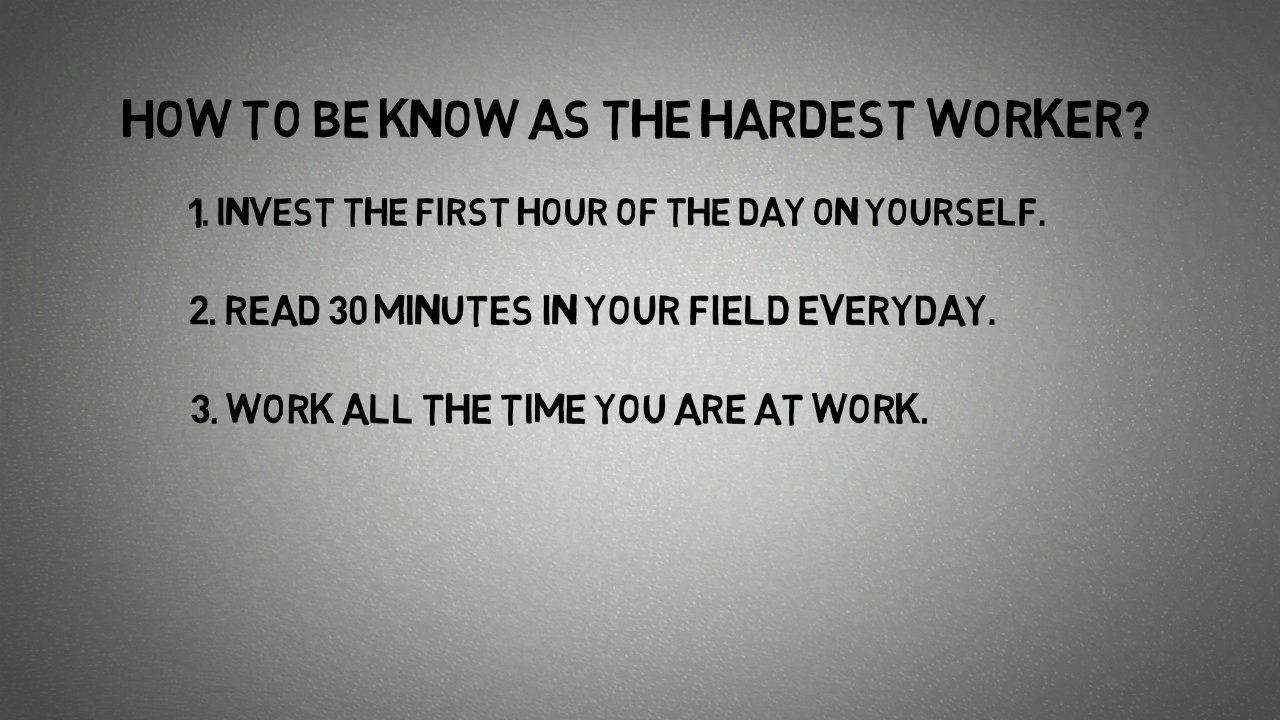 HOW TO BE KNOW AS THE HARDEST WORKER?
1. INVEST THE FIRST HOUR OF THE DAY ON YOURSELF.
2. READ 30 MINUTES IN YOUR FIELD EVERYDAY.
3. WORK ALL THE TIME YOU ARE AT WORK.